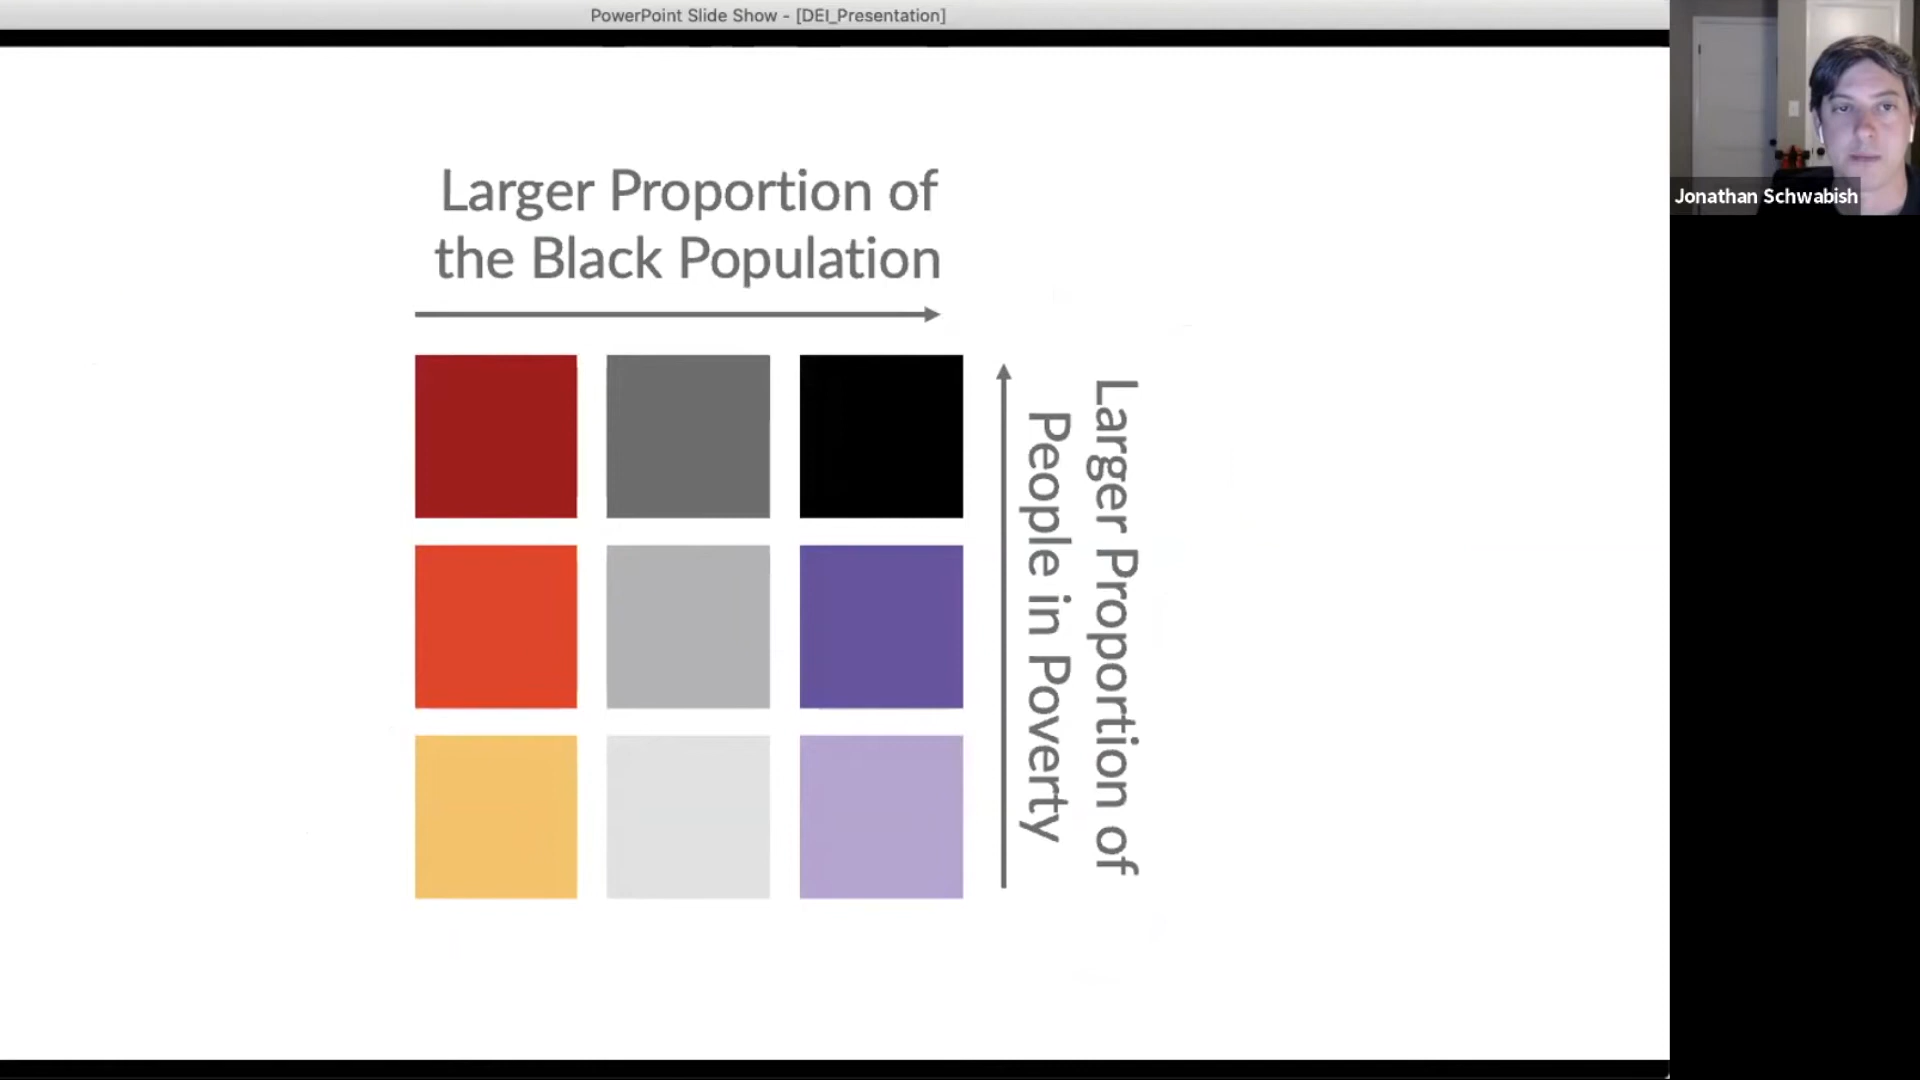 PowerPoint Slide Show - [DEI_Presentation]
Jonathan Schwabish
Larger Proportion of
the Black Population
Larger Proportion of
People in Poverty